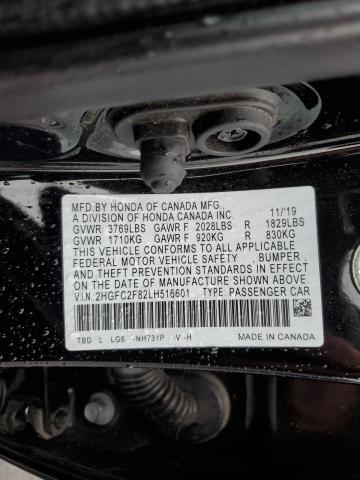 MFD.BY HONDA OF CANADA MFG.
A DIVISION OF HONDA CANADA INC. 11/'19
GVWR 3769LBS GAWR F 2028LBS R 1829LBS
GVWR 1710KG GAWR F 920KG R 830KG
THIS VEHICLE CONFORMS TO ALL APPLICABLE
FEDERAL MOTOR VEHICLE SAFETY , BUMPER ,
AND THEFT PREVENTION STANDARDS IN EFFECT
ON THE DATE OF MANUFACTURE SHOWN ABOVE.
V.I.N. 2HGFC2F82LH516601 TYPE: PASSENGER CAR
TBD L LG6 -NH731P -V -H MADE IN CANADA